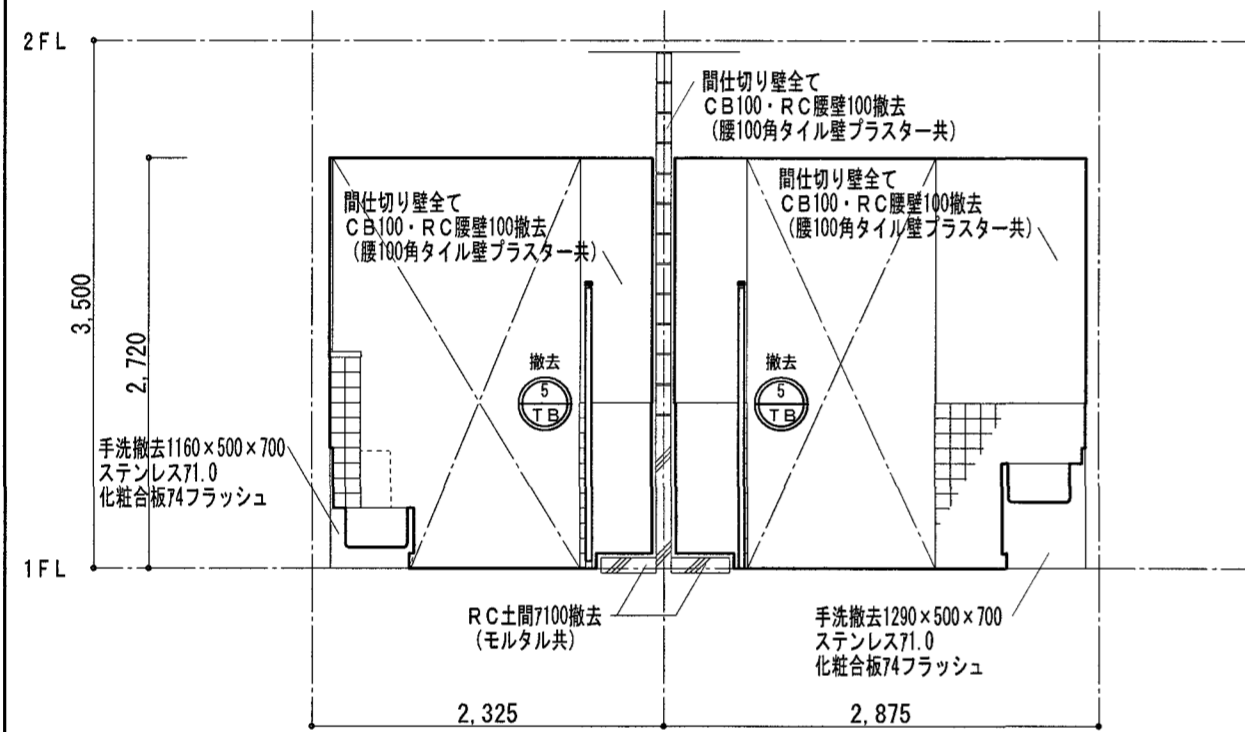 2FL
間仕切り壁全て
CB100・RC腰壁100撤去
(腰100角タイル壁プラスター共)
間仕切り壁全て
CB100・RC腰壁100撤去
(腰100角タイル壁プラスター共)
間仕切り壁全て
CB100・RC腰壁100撤去
(腰100角タイル壁プラスター共)
3,500
2,720
撤去
5
TB
撤去
5
TB
手洗撤去1160×500×700
ステンレスｱ1.0
化粧合板ｱ4フラッシュ
1FL
RC土間ｱ100撤去
(モルタル共)
手洗撤去1290×500×700
ステンレスｱ1.0
化粧合板ｱ4フラッシュ
2,325
2,875